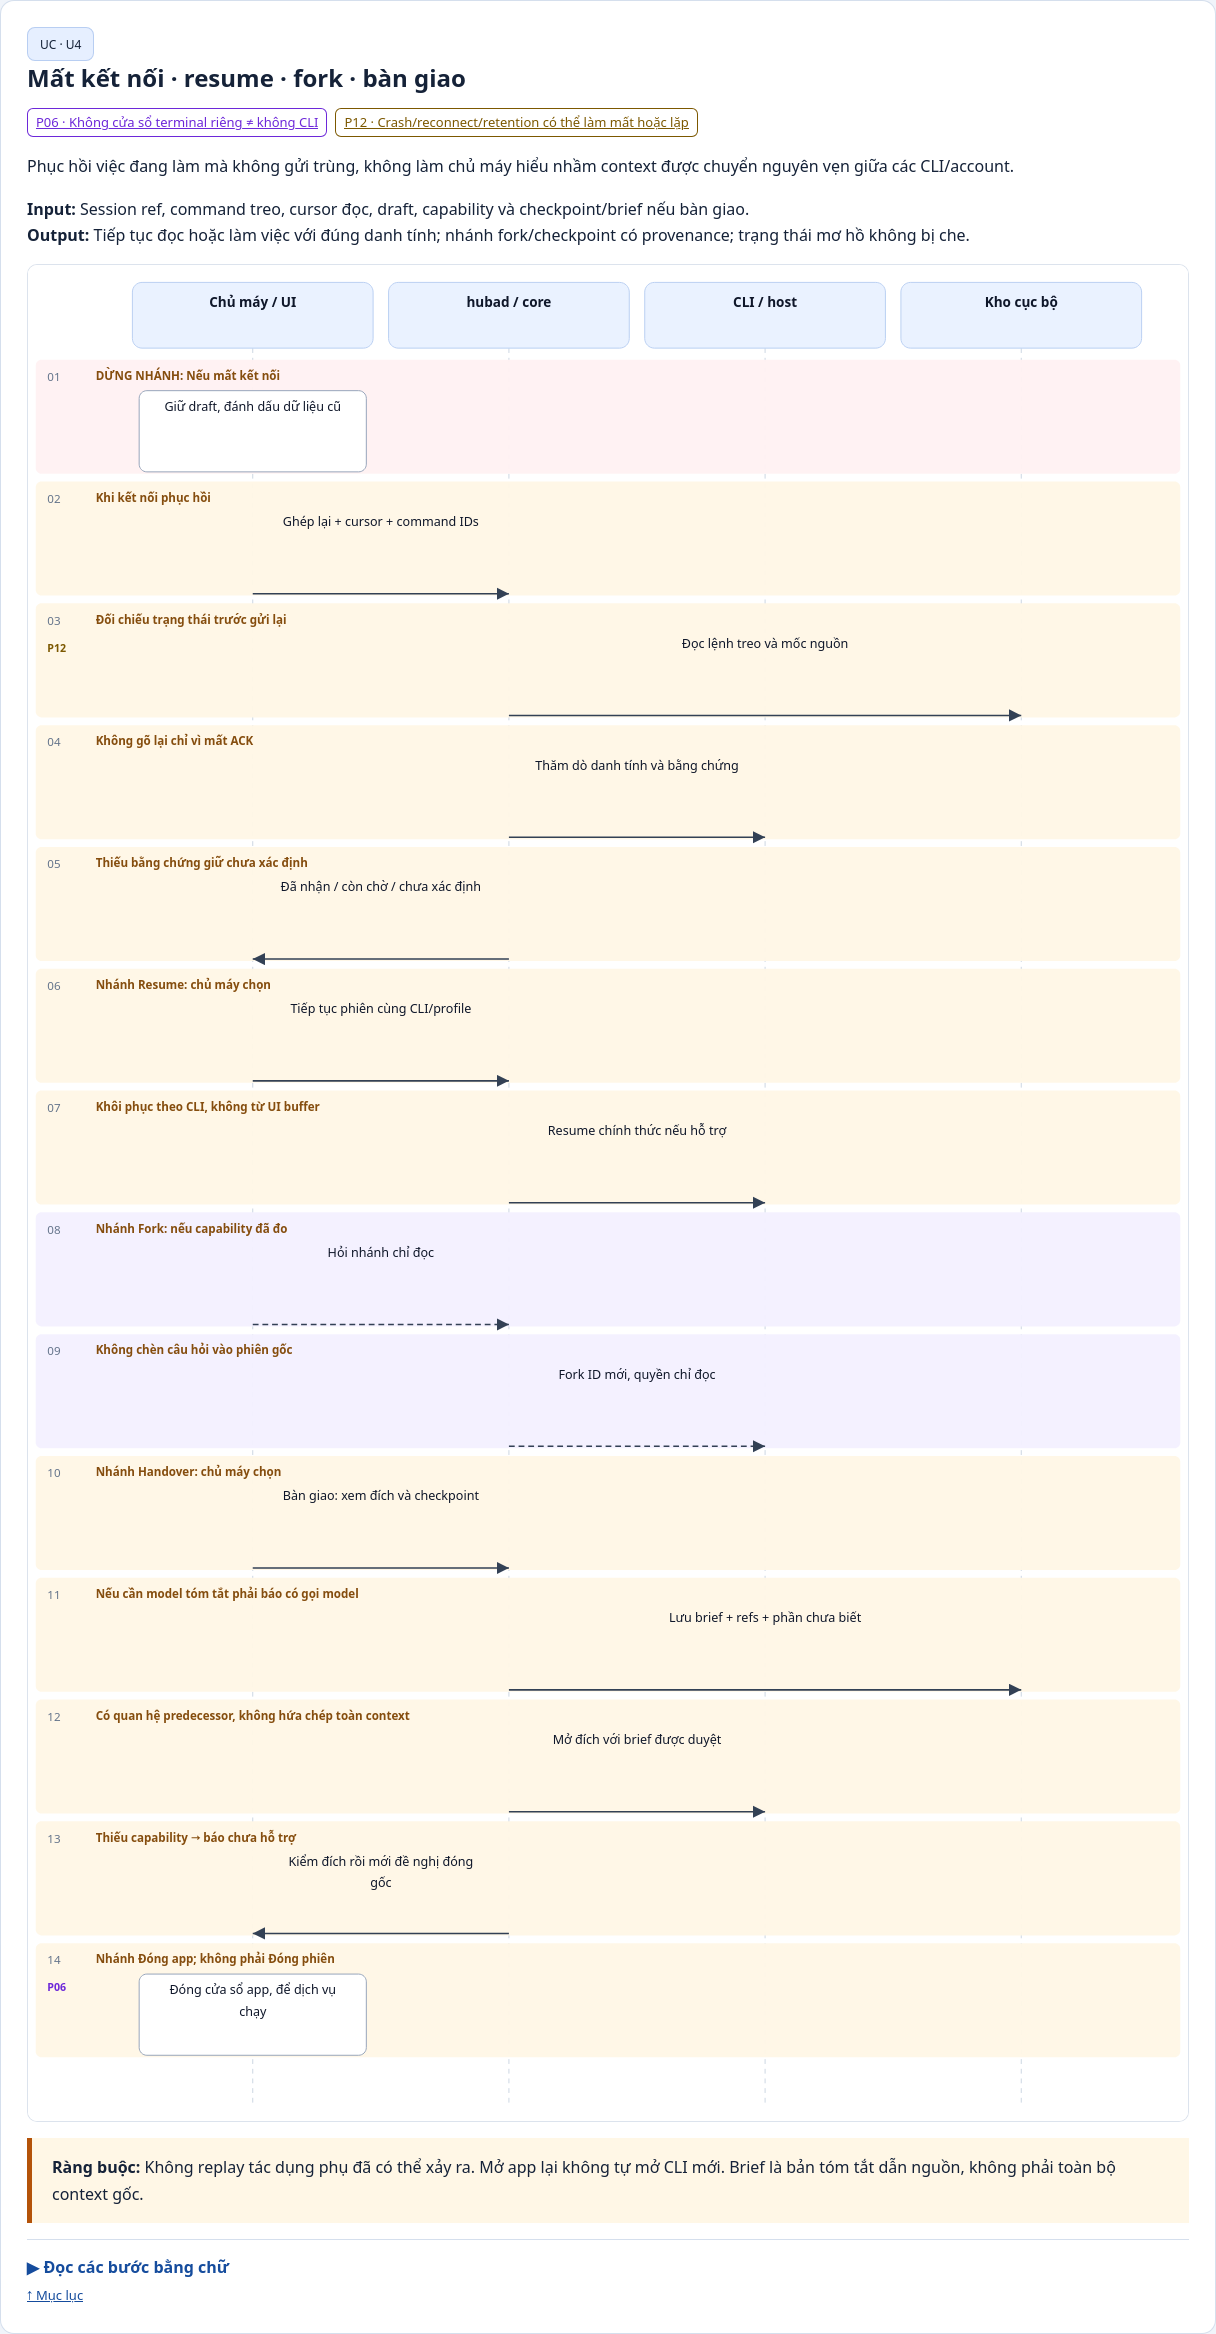 UC · U4
Mất kết nối · resume · fork · bàn giao
P06 · Không cửa sổ terminal riêng ≠ không CLI
P12 · Crash/reconnect/retention có thể làm mất hoặc lặp
Phục hồi việc đang làm mà không gửi trùng, không làm chủ máy hiểu nhầm context được chuyển nguyên vẹn giữa các CLI/account.
Input: Session ref, command treo, cursor đọc, draft, capability và checkpoint/brief nếu bàn giao.
Output: Tiếp tục đọc hoặc làm việc với đúng danh tính; nhánh fork/checkpoint có provenance; trạng thái mơ hồ không bị che.
Chủ máy / UI
hubad / core
CLI / host
Kho cục bộ
01
DỪNG NHÁNH: Nếu mất kết nối
Giữ draft, đánh dấu dữ liệu cũ
02
Khi kết nối phục hồi
Ghép lại + cursor + command IDs
03
Đối chiếu trạng thái trước gửi lại
P12
Đọc lệnh treo và mốc nguồn
04
Không gõ lại chỉ vì mất ACK
Thăm dò danh tính và bằng chứng
05
Thiếu bằng chứng giữ chưa xác định
Đã nhận / còn chờ / chưa xác định
06
Nhánh Resume: chủ máy chọn
Tiếp tục phiên cùng CLI/profile
07
Khôi phục theo CLI, không từ UI buffer
Resume chính thức nếu hỗ trợ
08
Nhánh Fork: nếu capability đã đo
Hỏi nhánh chỉ đọc
09
Không chèn câu hỏi vào phiên gốc
Fork ID mới, quyền chỉ đọc
10
Nhánh Handover: chủ máy chọn
Bàn giao: xem đích và checkpoint
11
Nếu cần model tóm tắt phải báo có gọi model
Lưu brief + refs + phần chưa biết
12
Có quan hệ predecessor, không hứa chép toàn context
Mở đích với brief được duyệt
13
Thiếu capability → báo chưa hỗ trợ
Kiểm đích rồi mới đề nghị đóng
gốc
14
Nhánh Đóng app; không phải Đóng phiên
P06
Đóng cửa sổ app, để dịch vụ
chạy
Ràng buộc: Không replay tác dụng phụ đã có thể xảy ra. Mở app lại không tự mở CLI mới. Brief là bản tóm tắt dẫn nguồn, không phải toàn bộ
context gốc.
▶ Đọc các bước bằng chữ
↑ Mục lục